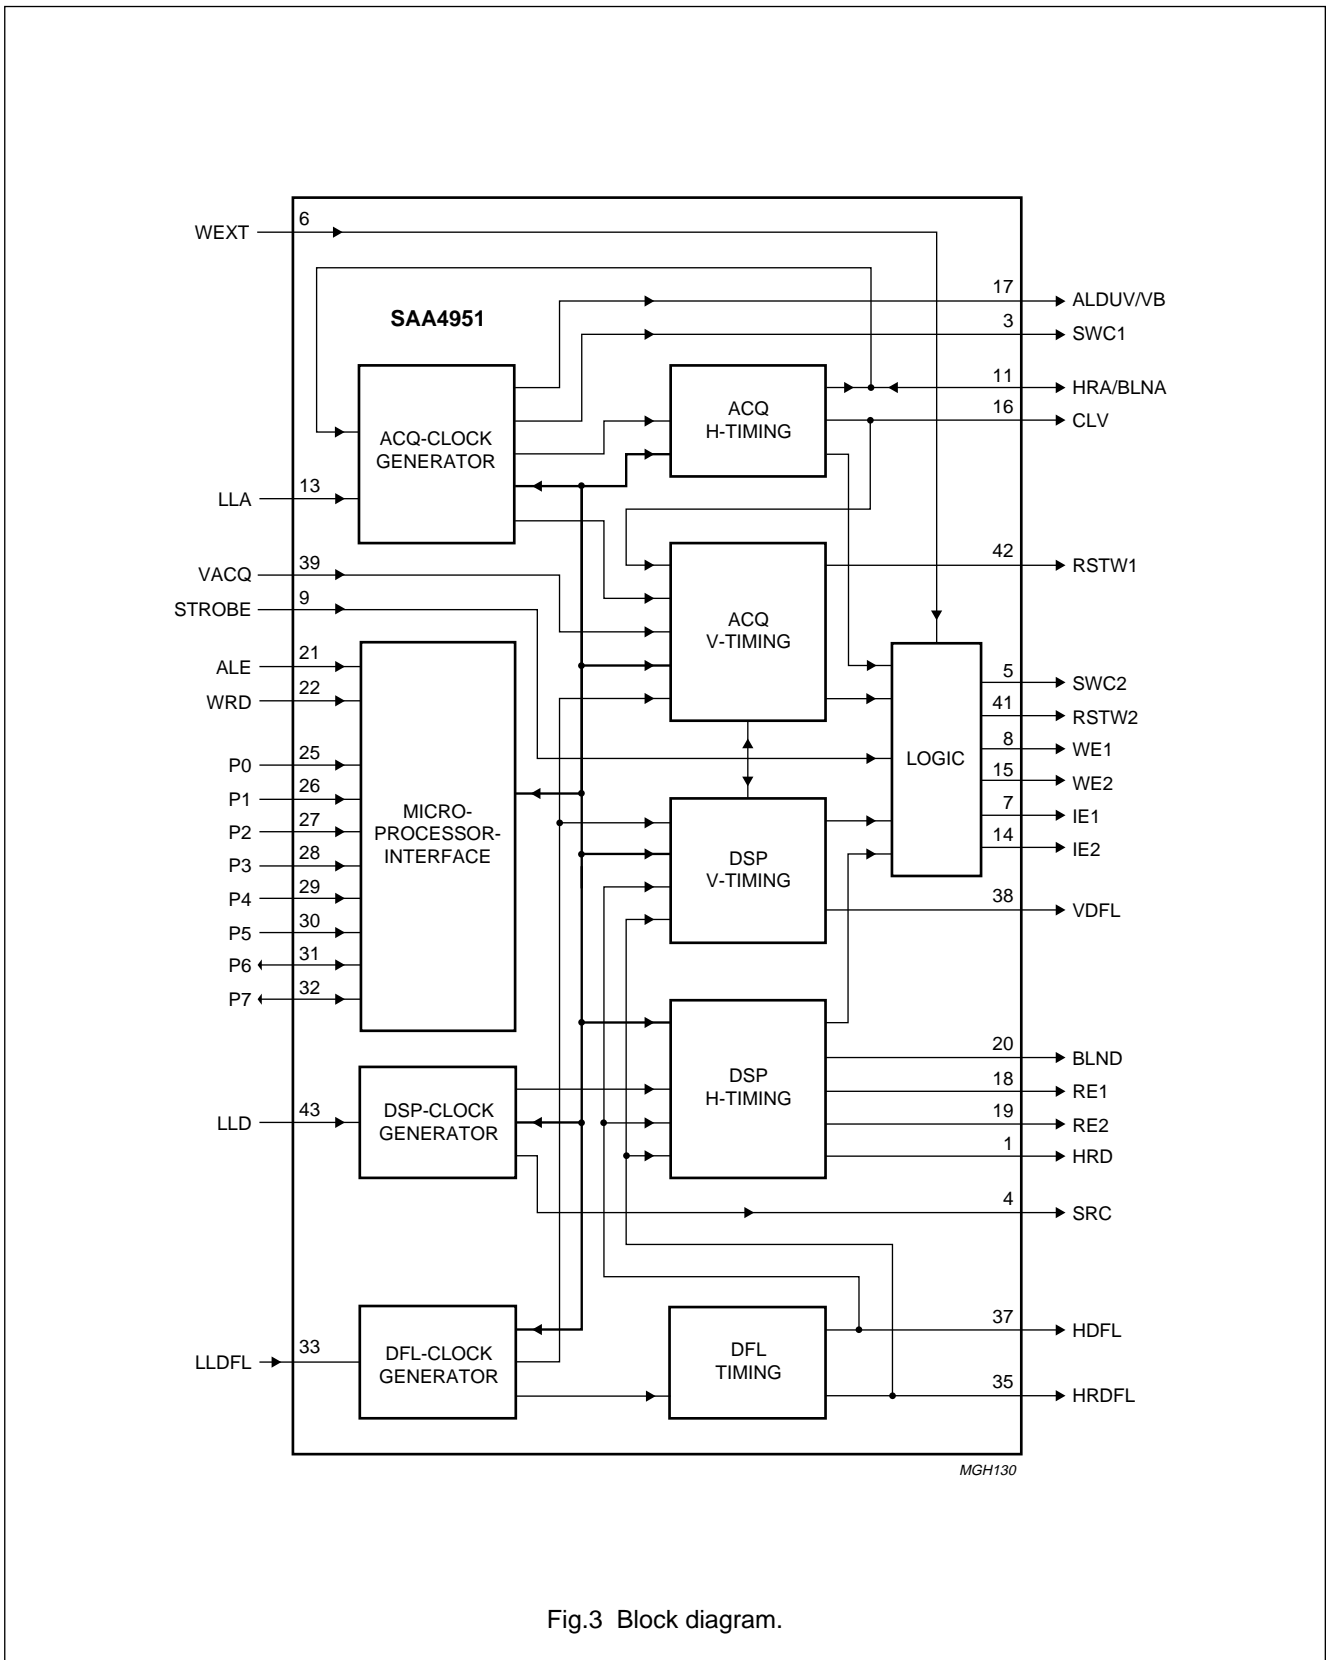 WEXT
6
17
ALDUV/VB
SAA4951
3
SWC1
11
HRA/BLNA
ACQ
H-TIMING
16
CLV
ACQ-CLOCK
GENERATOR
LLA
13
VACQ
39
42
RSTW1
STROBE
9
ACQ
V-TIMING
ALE
21
WRD
22
5
SWC2
41
RSTW2
8
WE1
LOGIC
15
WE2
7
IE1
14
IE2
P0
25
P1
26
P2
27
P3
28
P4
29
P5
30
P6
31
P7
32
MICRO-
PROCESSOR-
INTERFACE
DSP
V-TIMING
38
VDFL
20
BLND
DSP
H-TIMING
18
RE1
19
RE2
1
HRD
LLD
43
DSP-CLOCK
GENERATOR
4
SRC
37
HDFL
LLDFL
33
DFL-CLOCK
GENERATOR
DFL
TIMING
35
HRDFL
MGH130
Fig.3 Block diagram.